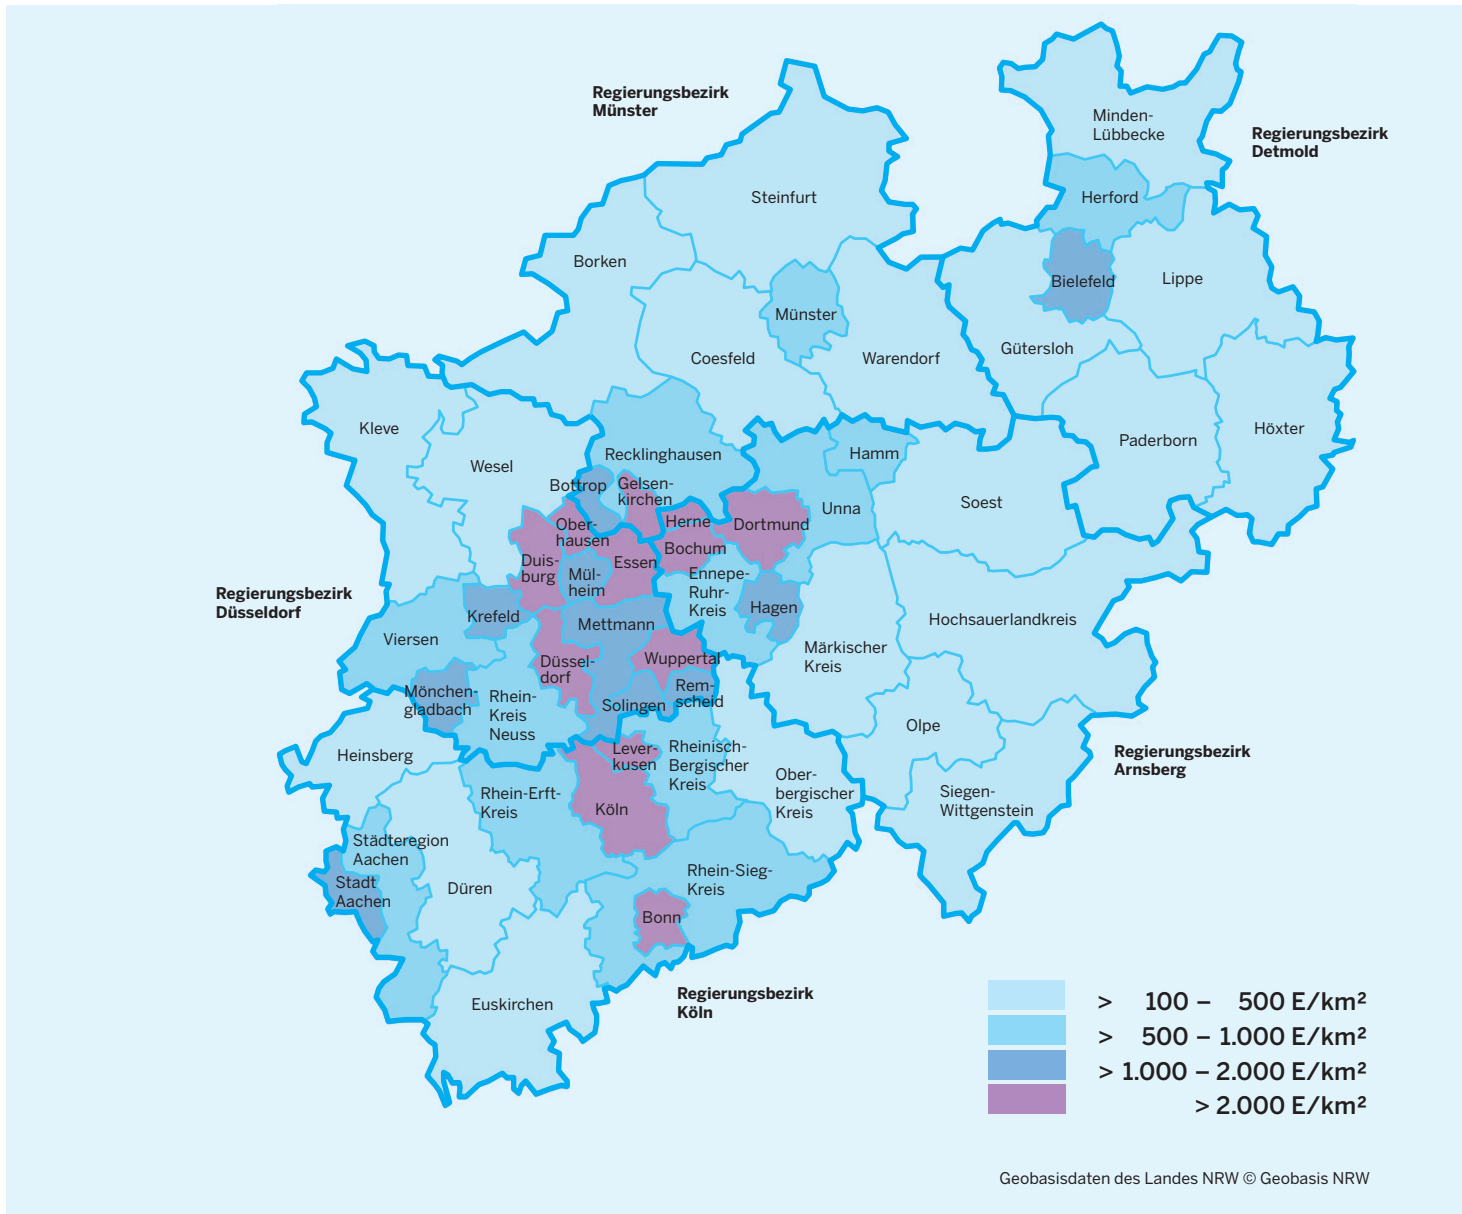 Regierungsbezirk
Münster
Minden-
Lübbecke
Regierungsbezirk
Detmold
Steinfurt
Herford
Borken
Bielefeld
Lippe
Münster
Gütersloh
Coesfeld
Warendorf
Kleve
Höxter
Paderborn
Recklinghausen
Hamm
Wesel
Bottrop
Gelsen-
kirchen
Soest
Unna
Herne
Dortmund
Ober-
hausen
Bochum
Essen
Duis-
burg
Mül-
heim
Ennepe-
Ruhr-
Kreis
Regierungsbezirk
Düsseldorf
Hagen
Krefeld
Mettmann
Hochsauerlandkreis
Viersen
Märkischer
Kreis
Wuppertal
Düssel-
dorf
Rem-
scheid
Mönchen-
gladbach
Rhein-
Kreis
Neuss
Solingen
Olpe
Heinsberg
Lever-
kusen
Rheinisch-
Bergischer
Kreis
Regierungsbezirk
Arnsberg
Ober-
bergischer
Kreis
Rhein-Erft-
Kreis
Köln
Siegen-
Wittgenstein
Städteregion
Aachen
Stadt
Aachen
Düren
Rhein-Sieg-
Kreis
Bonn
Euskirchen
Regierungsbezirk
Köln
> 100 – 500 E/km²
> 500 – 1.000 E/km²
> 1.000 – 2.000 E/km²
> 2.000 E/km²
Geobasisdaten des Landes NRW © Geobasis NRW